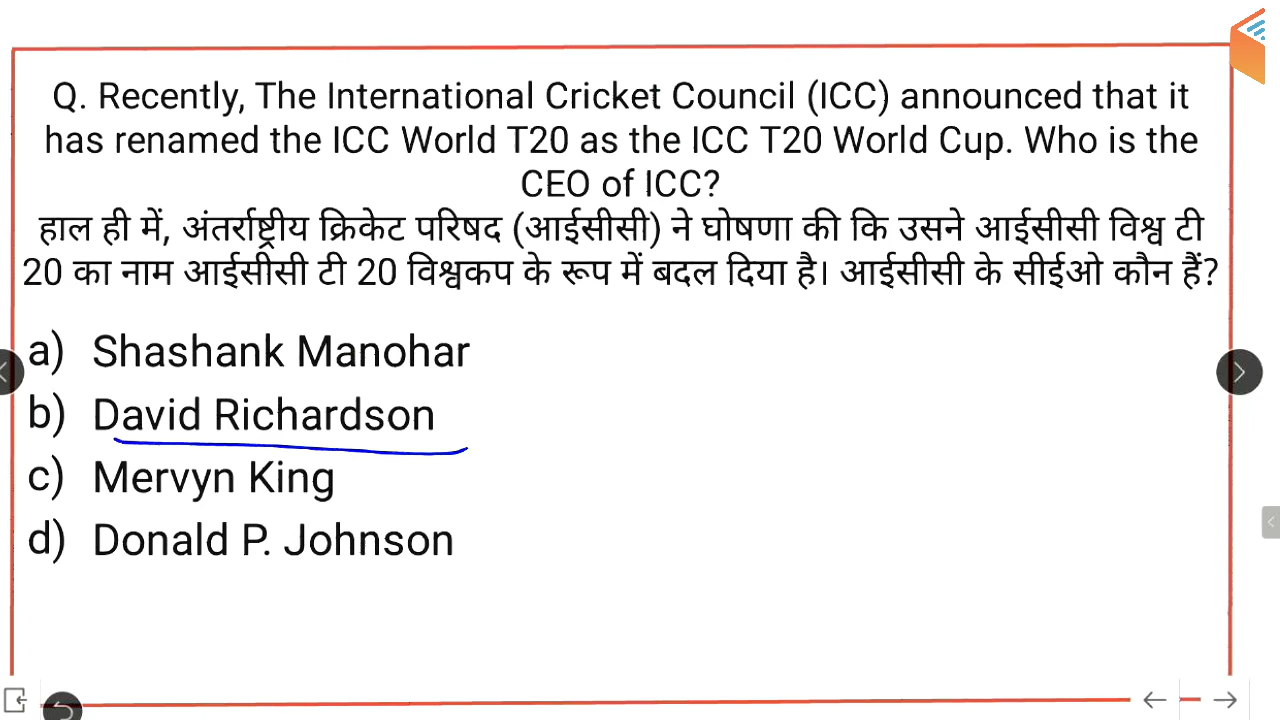 Q. Recently, The International Cricket Council (ICC) announced that it
has renamed the ICC World T20 as the ICC T20 World Cup. Who is the
CEO of ICC?
हाल ही में, अंतर्राष्ट्रीय क्रिकेट परिषद (आईसीसी) ने घोषणा की कि उसने आईसीसी विश्व टी
20 का नाम आईसीसी टी 20 विश्वकप के रूप में बदल दिया है। आईसीसी के सीईओ कौन हैं?
a) Shashank Manohar
b) David Richardson
c) Mervyn King
d) Donald P. Johnson